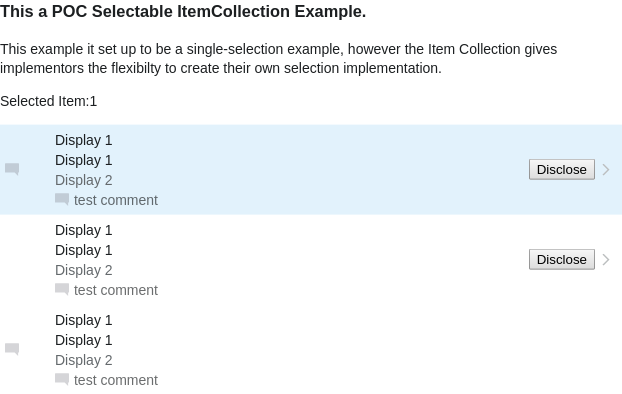 This a POC Selectable ItemCollection Example.
This example it set up to be a single-selection example, however the Item Collection gives
implementors the flexibilty to create their own selection implementation.
Selected Item:1
Display 1
Display 1
Disclose
Display 2
test comment
Display 1
Display 1
Disclose
Display 2
test comment
Display 1
Display 1
Display 2
test comment